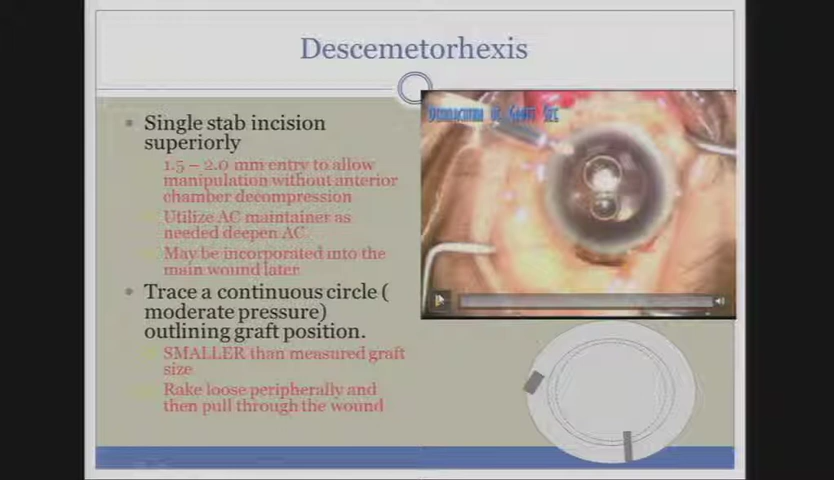 Descemetorhexis
Single stab incision
superiorly
1.5 – 2.0 mm entry to allow
manipulation without anterior
chamber decompression
Utilize AC maintainer as
needed deepen AC
May be incorporated into the
main wound later
Trace a continuous circle (
moderate pressure)
outlining graft position.
SMALLER than measured graft
size
Rake loose peripherally and
then pull through the wound